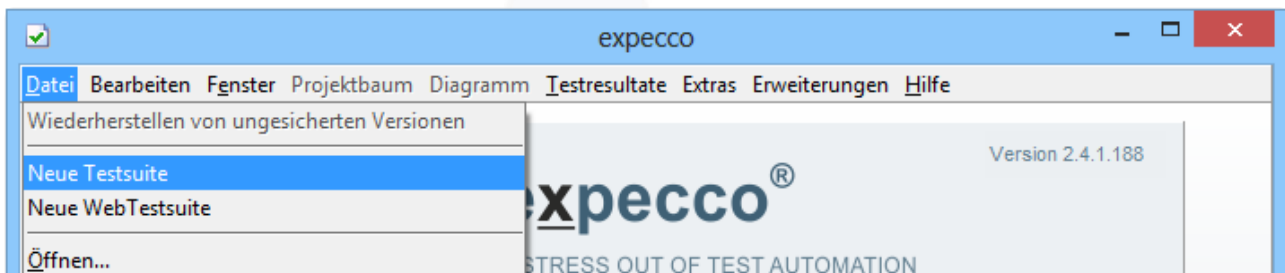 expecco
Datei Bearbeiten Fenster Projektbaum Diagramm Testresultate Extras Erweiterungen Hilfe
Wiederherstellen von ungesicherten Versionen
Version 2.4.1.188
Neue Testsuite
expecco®
Neue WebTestsuite
Öffnen...
STRESS OUT OF TEST AUTOMATION